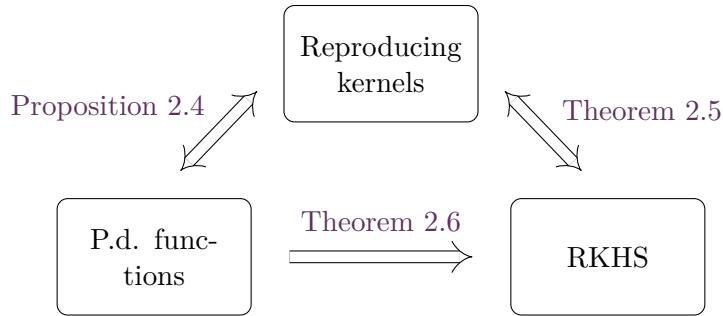 Reproducing
kernels
Proposition 2.4
Theorem 2.5
P.d. func-
tions
Theorem 2.6
RKHS